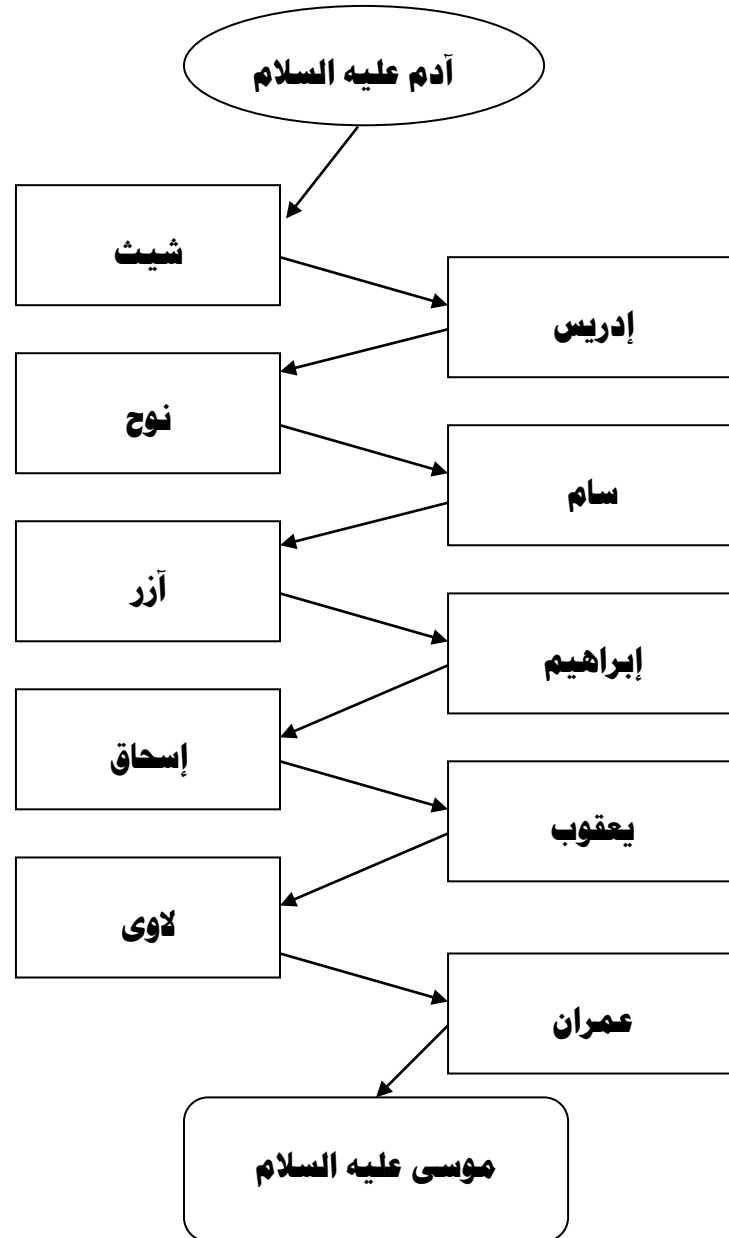 آدم عليه السلام
شيث
إدريس
نوح
سام
آزر
إبراهيم
إسحاق
يعقوب
لاوى
عمران
موسى عليه السلام